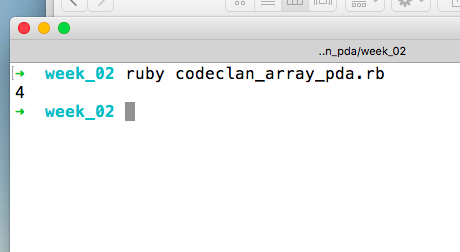 ..n_pda/week_02
[➜ week_02 ruby codeclan_array_pda.rb
4
➜ week_02